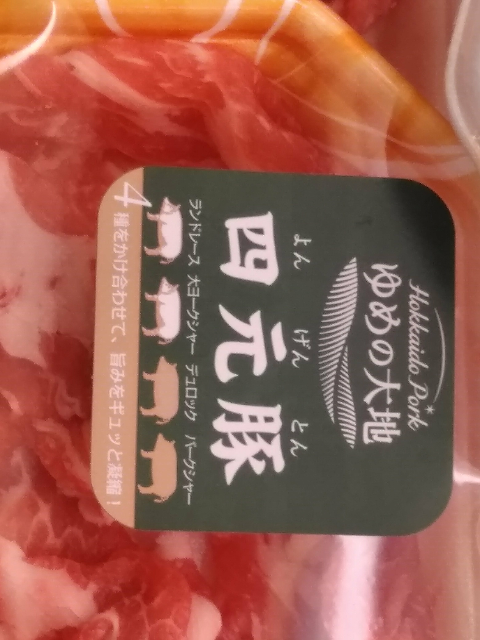 Hokkaido Pork
ゆめの大地
よん げん とん
四元豚
ランドレース 大ヨークシャー デュロック バークシャー
4種をかけ合わせて、旨みをギュッと凝縮!